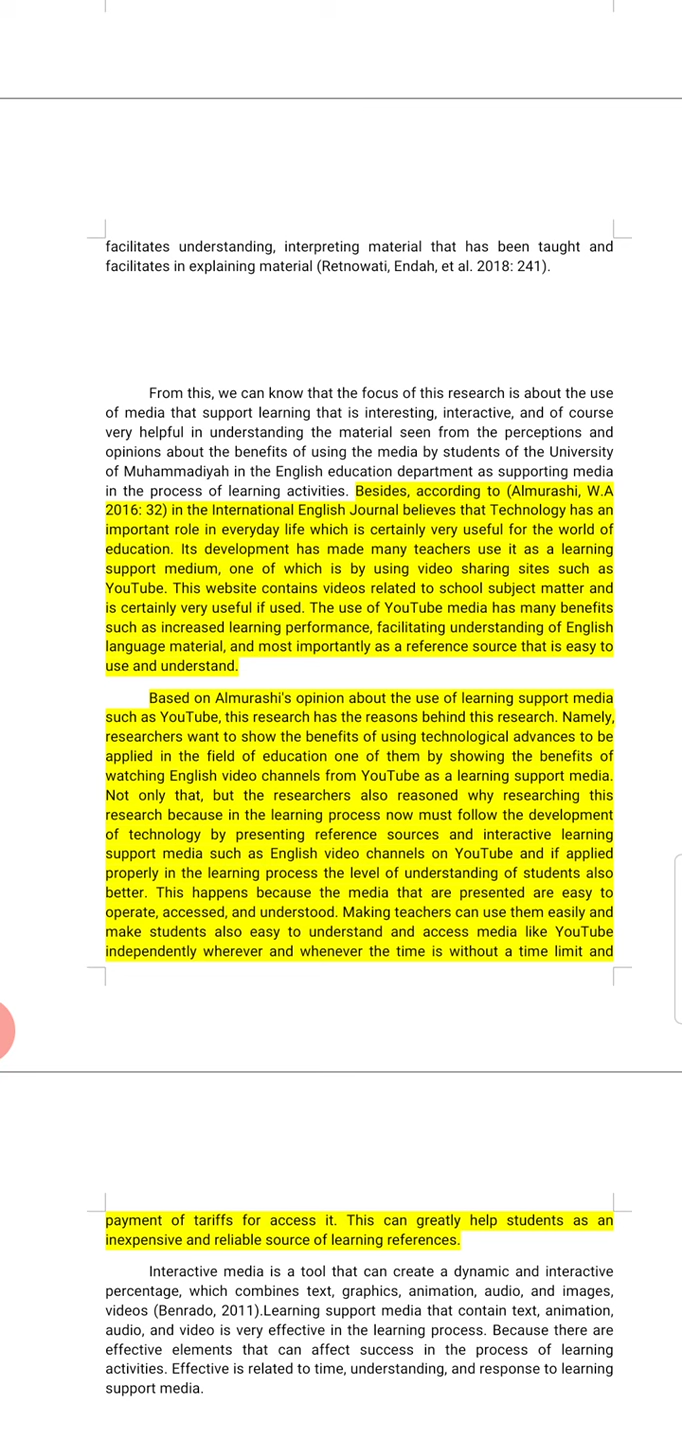 facilitates understanding, interpreting material that has been taught and
facilitates in explaining material (Retnowati, Endah, et al. 2018: 241).
From this, we can know that the focus of this research is about the use
of media that support learning that is interesting, interactive, and of course
very helpful in understanding the material seen from the perceptions and
opinions about the benefits of using the media by students of the University
of Muhammadiyah in the English education department as supporting media
in the process of learning activities. Besides, according to (Almurashi, W.A
2016: 32) in the International English Journal believes that Technology has an
important role in everyday life which is certainly very useful for the world of
education. Its development has made many teachers use it as a learning
support medium, one of which is by using video sharing sites such as
YouTube. This website contains videos related to school subject matter and
is certainly very useful if used. The use of YouTube media has many benefits
such as increased learning performance, facilitating understanding of English
language material, and most importantly as a reference source that is easy to
use and understand.
Based on Almurashi's opinion about the use of learning support media
such as YouTube, this research has the reasons behind this research. Namely,
researchers want to show the benefits of using technological advances to be
applied in the field of education one of them by showing the benefits of
watching English video channels from YouTube as a learning support media.
Not only that, but the researchers also reasoned why researching this
research because in the learning process now must follow the development
of technology by presenting reference sources and interactive learning
support media such as English video channels on YouTube and if applied
properly in the learning process the level of understanding of students also
better. This happens because the media that are presented are easy to
operate, accessed, and understood. Making teachers can use them easily and
make students also easy to understand and access media like YouTube
independently wherever and whenever the time is without a time limit and
payment of tariffs for access it. This can greatly help students as an
inexpensive and reliable source of learning references.
Interactive media is a tool that can create a dynamic and interactive
percentage, which combines text, graphics, animation, audio, and images,
videos (Benrado, 2011).Learning support media that contain text, animation,
audio, and video is very effective in the learning process. Because there are
effective elements that can affect success in the process of learning
activities. Effective is related to time, understanding, and response to learning
support media.